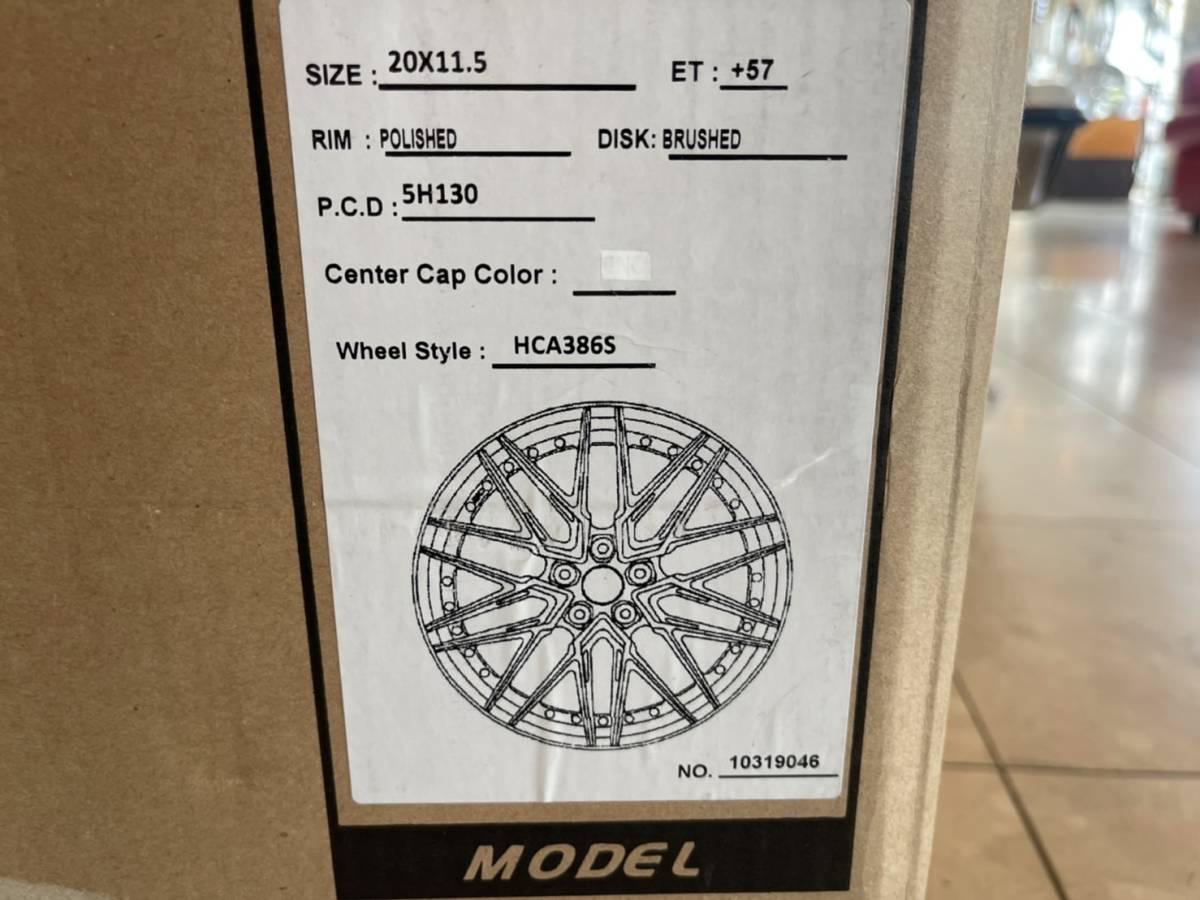 SIZE : 20X11.5 ET : +57
RIM : POLISHED DISK: BRUSHED
P.C.D : 5H130
Center Cap Color :
Wheel Style : HCA386S
NO. 10319046
MODEL